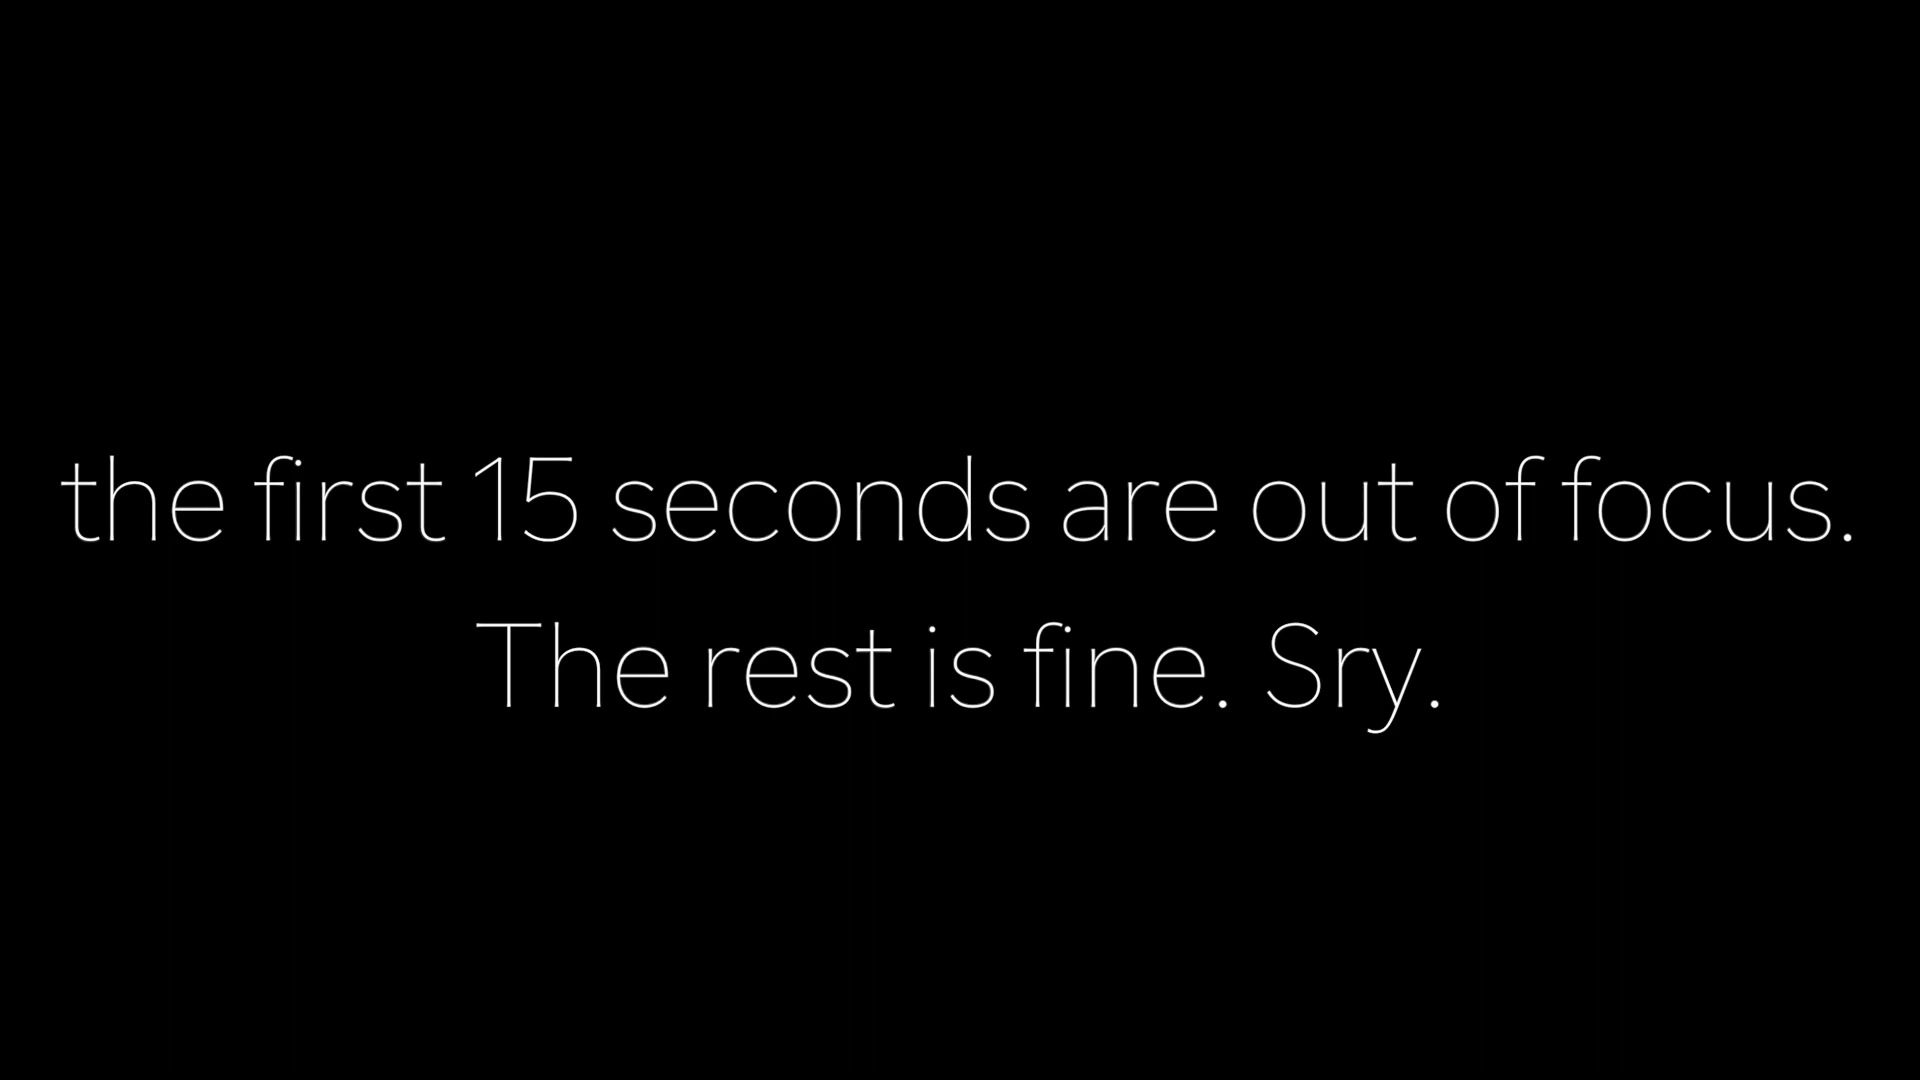 the first 15 seconds are out of focus.
The rest is fine. Sry.